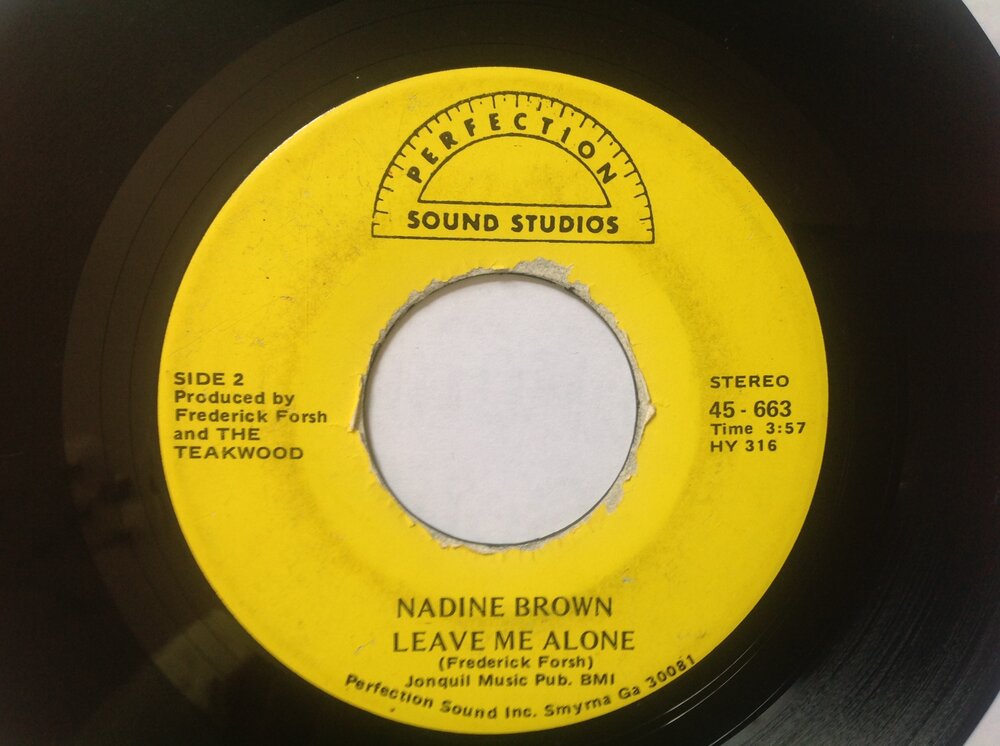 PERFECTION
SOUND STUDIOS
SIDE 2
Produced by
Frederick Forsh
and THE
TEAKWOOD
STEREO
45 - 663
Time 3:57
HY 316
NADINE BROWN
LEAVE ME ALONE
(Frederick Forsh)
Jonquil Music Pub. BMI
Perfection Sound Inc. Smyrna Ga 30081